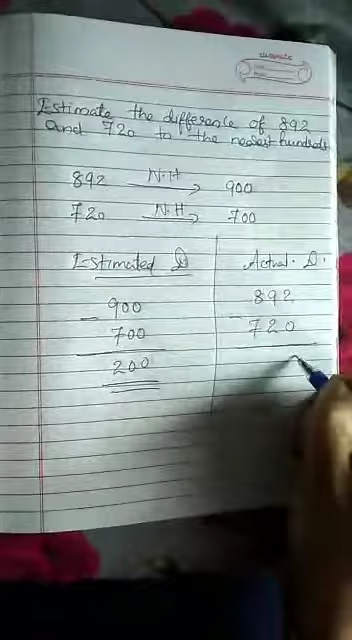 Estimate the difference of 892
and 720 to the nearest hundreds
892 N.H → 900
720 N.H → 700
Estimated D Actual. D.
900 892
- 700 - 720
200